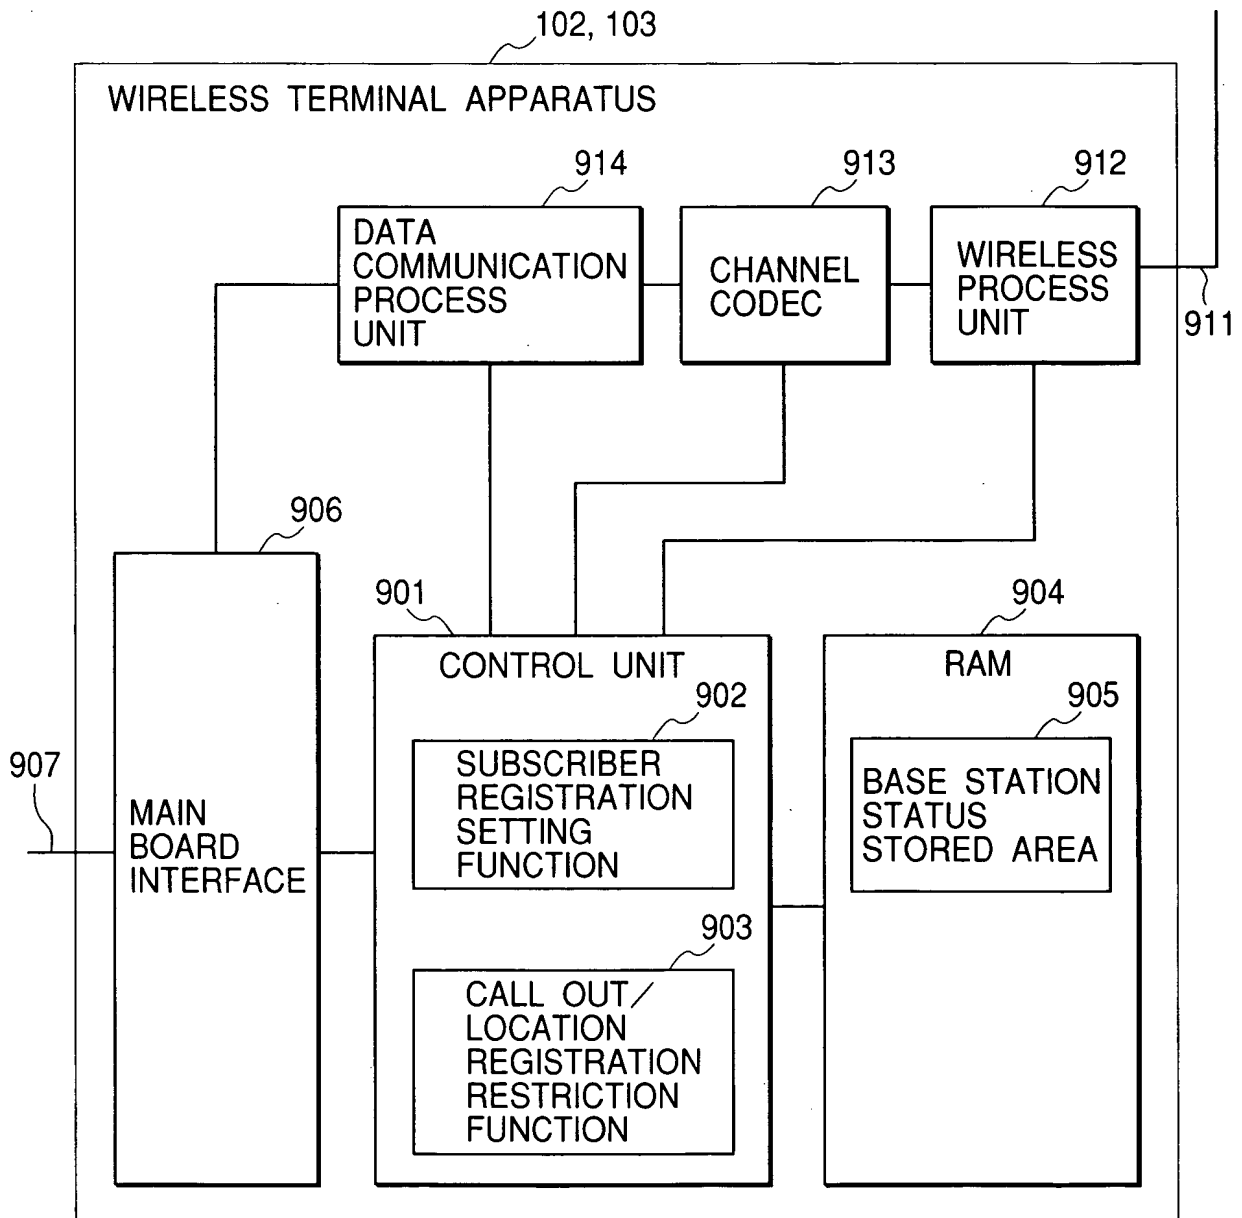 102, 103
WIRELESS TERMINAL APPARATUS
914
913
912
DATA
COMMUNICATION
PROCESS
UNIT
CHANNEL
CODEC
WIRELESS
PROCESS
UNIT
911
906
901
904
CONTROL UNIT
RAM
902
905
SUBSCRIBER
REGISTRATION
SETTING
FUNCTION
BASE STATION
STATUS
STORED AREA
907
MAIN
BOARD
INTERFACE
903
CALL OUT/
LOCATION
REGISTRATION
RESTRICTION
FUNCTION